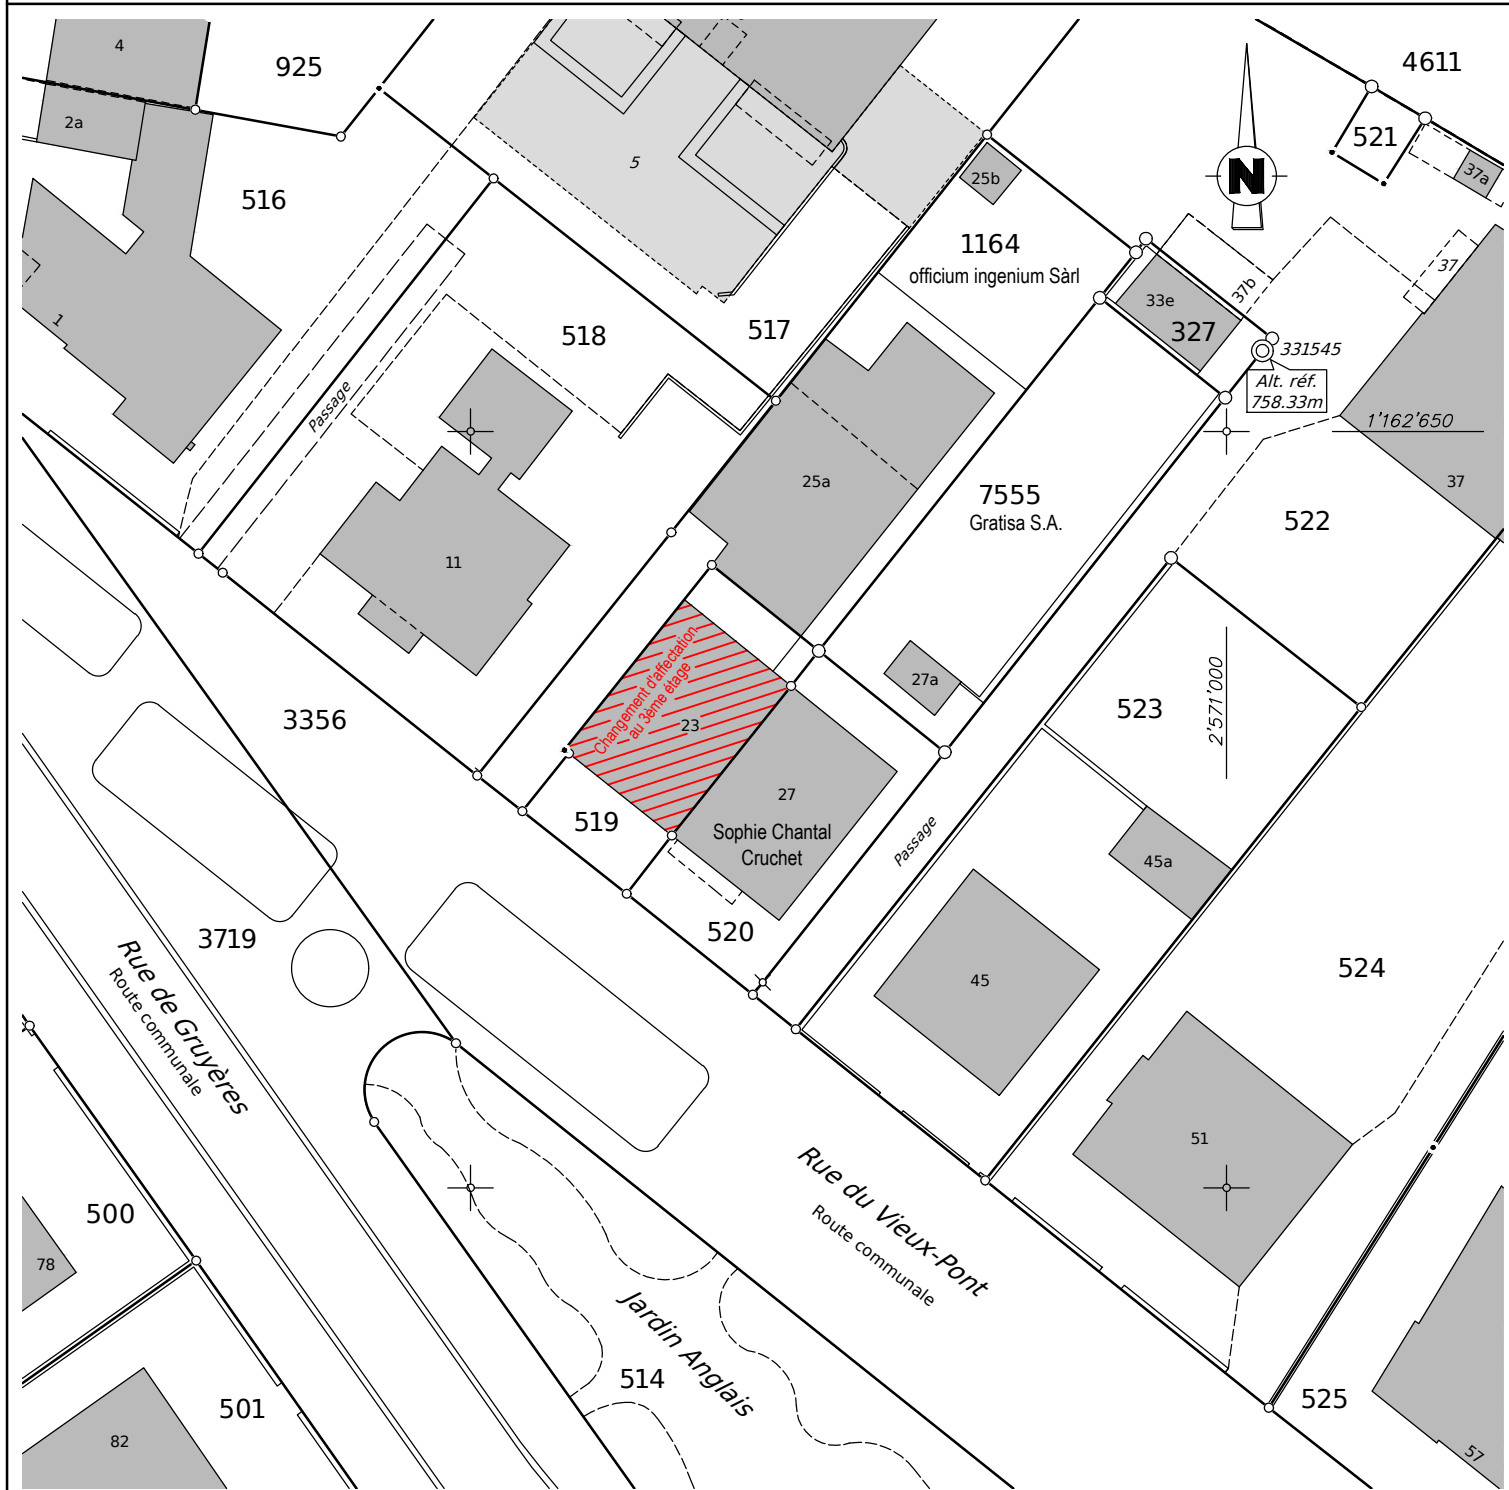 4
925
4611
2a
5
521
37a
25b
516
1164
officium ingenium Sàrl
37
37b
33e
1
518
517
327
331545
Alt. réf.
758.33m
Passage
1'162'650
25a
37
7555
Gratisa S.A.
522
11
Changement d'affectation
au 3ème étage
27a
2'571'000
523
3356
23
27
519
Sophie Chantal
Cruchet
Passage
45a
520
3719
524
45
Rue de Gruyères
Route communale
51
Rue du Vieux-Pont
Route communale
500
78
Jardin Anglais
514
501
525
82
57
N